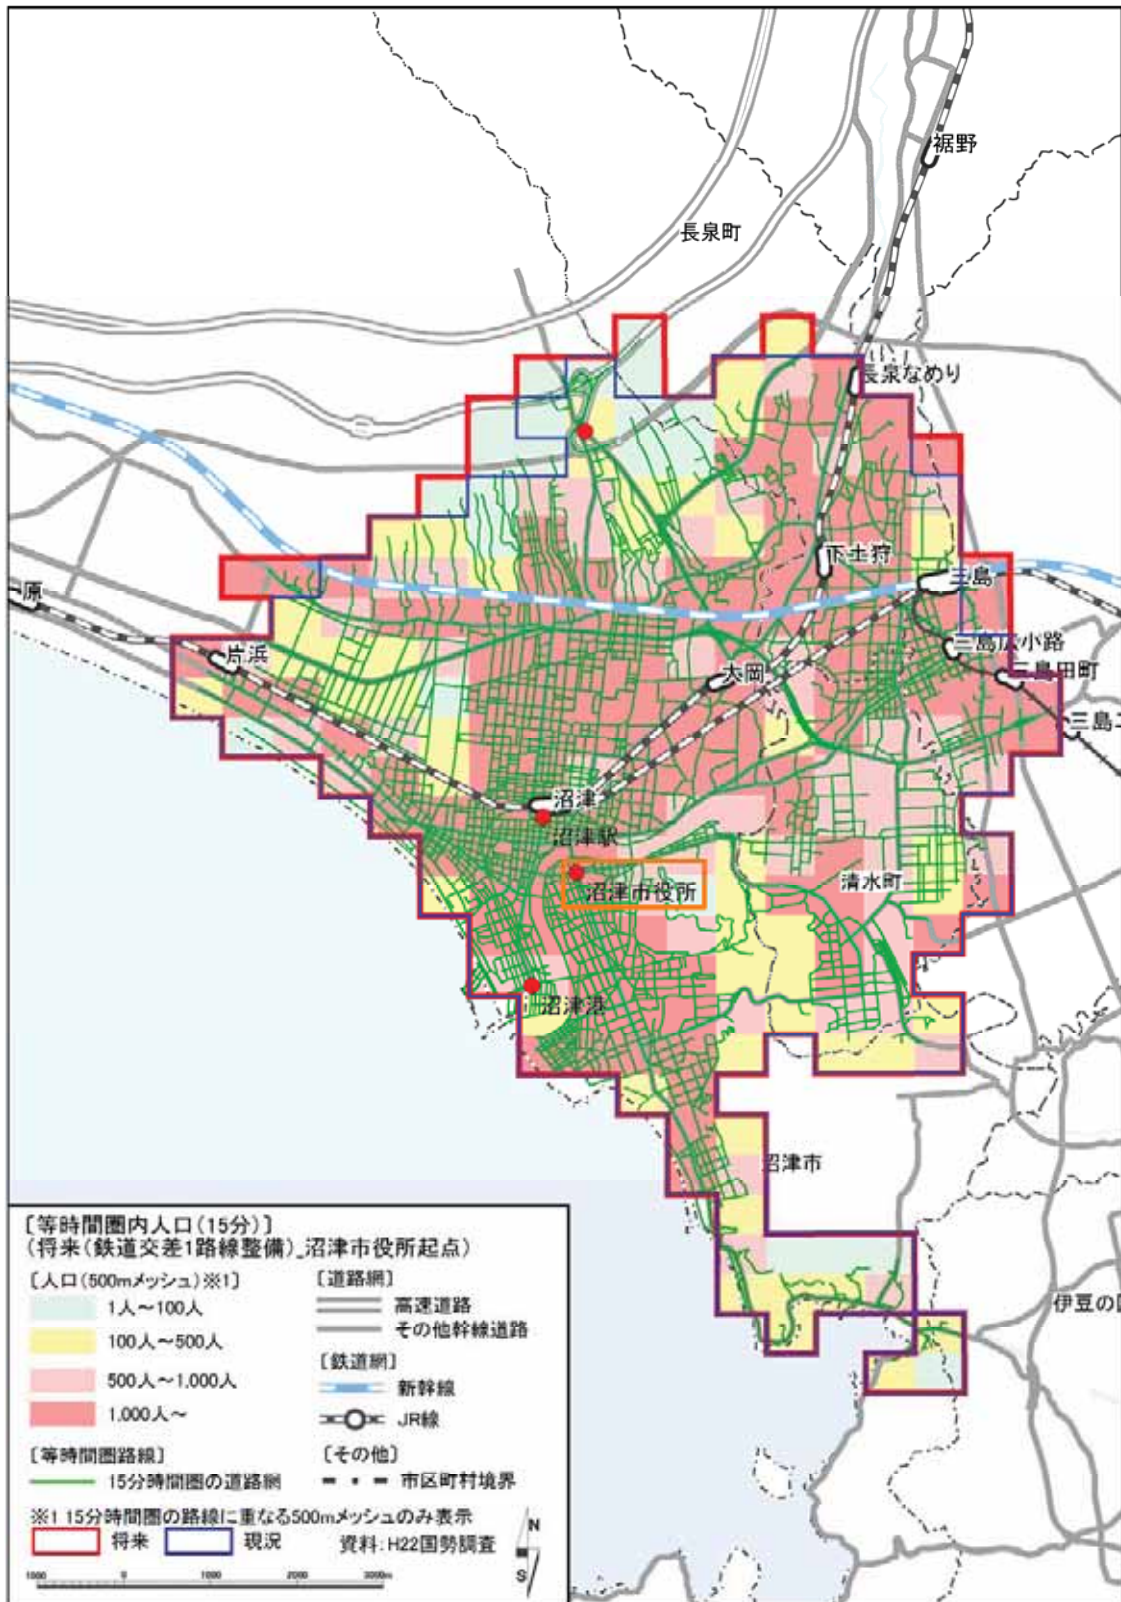 裾野
長泉町
長泉なめり
下土狩
三島
原
三島広小路
片浜
大岡
三島田町
三島二
沼津
沼津駅
沼津市役所
清水町
沼津港
沼津市
伊豆の国
［等時間圏内人口(15分)］
(将来(鉄道交差1路線整備)_沼津市役所起点)
［人口(500mメッシュ)※1］
1人～100人
100人～500人
500人～1,000人
1,000人～
［等時間圏路線］
15分時間圏の道路網
［道路網］
高速道路
その他幹線道路
［鉄道網］
新幹線
JR線
［その他］
市区町村境界
※1 15分時間圏の路線に重なる500mメッシュのみ表示
将来 現況 資料:H22国勢調査
N
S
1000 0 1000 2000 3000m